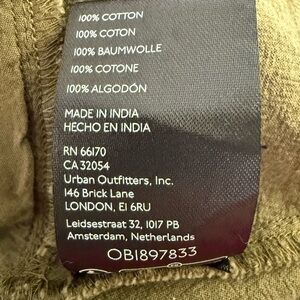 100% COTTON
100% COTON
100% BAUMWOLLE
100% COTONE
100% ALGODÓN
MADE IN INDIA
HECHO EN INDIA
RN 66170
CA 32054
Urban Outfitters, Inc.
146 Brick Lane
LONDON, E1 6RU
Leidsestraat 32, 1017 PB
Amsterdam, Netherlands
OB1897833